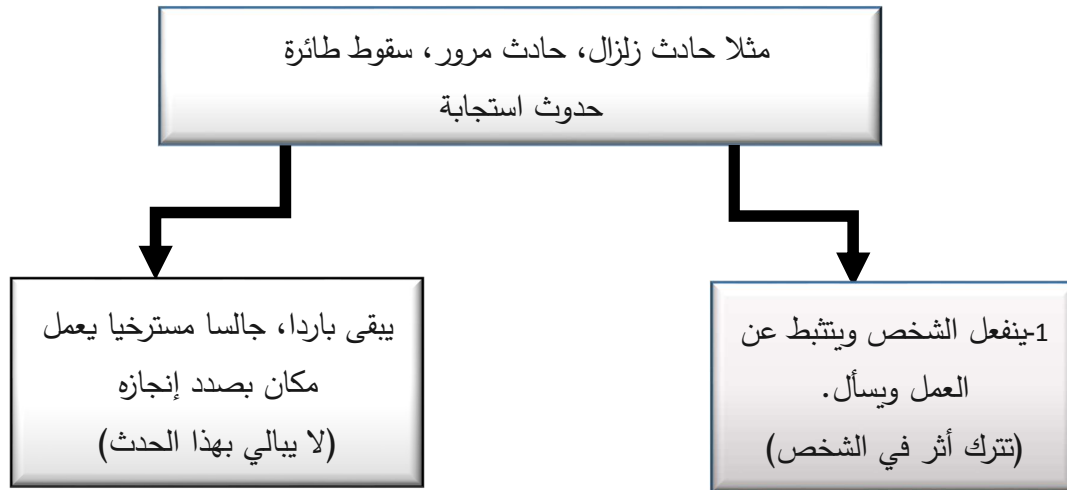 مثلا حادث زلزال، حادث مرور، سقوط طائرة
حدوث استجابة
1-ينفعل الشخص ويتثبط عن
العمل ويسأل.
(تترك أثر في الشخص)
يبقى باردا، جالسا مسترخيا يعمل
مكان بصدد إنجازه
(لا يبالي بهذا الحدث)